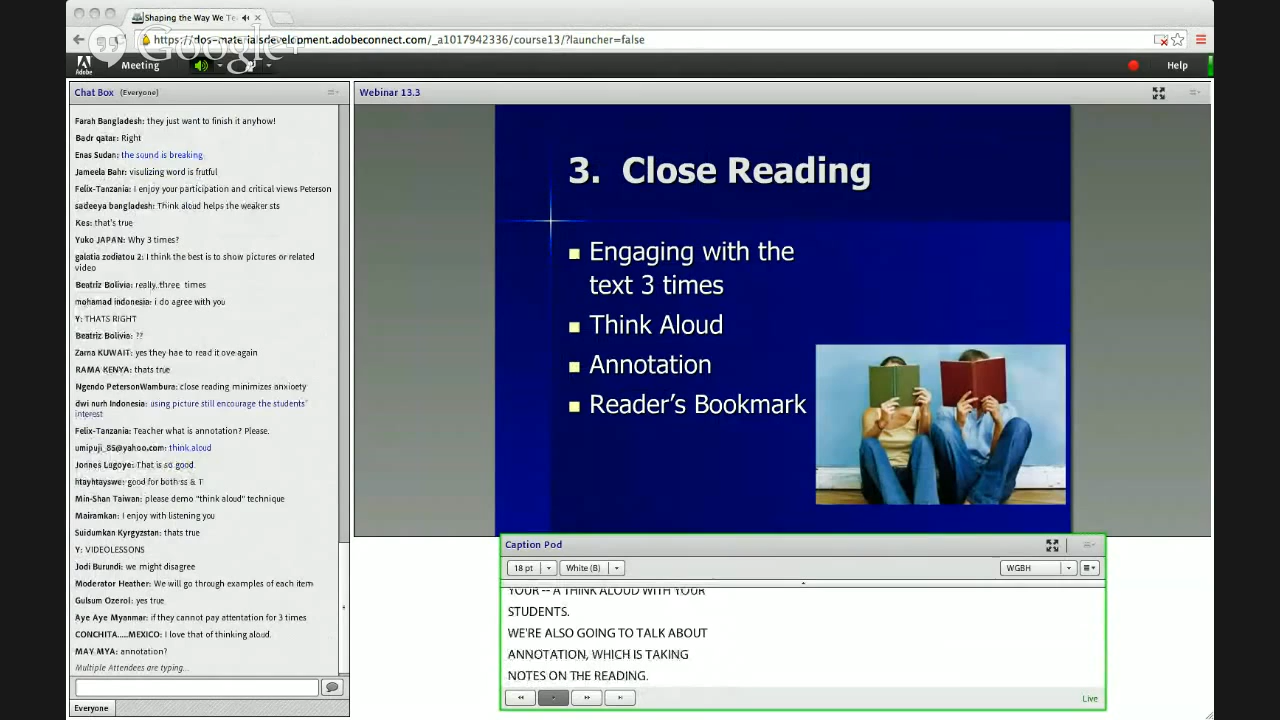 Shaping the Way We Te
https://dos-materialsdevelopment.adobeconnect.com/_a1017942336/course13/?launcher=false
Google+
Adobe
Meeting
Help
Chat Box (Everyone)
Farah Bangladesh: they just want to finish it anyhow!
Badr qatar: Right
Enas Sudan: the sound is breaking
Jameela Bahr: visulizing word is frutful
Felix-Tanzania: I enjoy your participation and critical views Peterson
sadeeya bangladesh: Think aloud helps the weaker sts
Kes: that's true
Yuko JAPAN: Why 3 times?
galatia zodiatou 2: I think the best is to show pictures or related
video
Beatriz Bolivia: really..three times
mohamad indonesia: i do agree with you
Y: THATS RIGHT
Beatriz Bolivia: ??
Zama KUWAIT: yes they hae to read it ove again
RAMA KENYA: thats true
Ngendo PetersonWambura: close reading minimizes anxioety
dwi nurh Indonesia: using picture still encourage the students'
interest
Felix-Tanzania: Teacher what is annotation? Please.
umipuji_85@yahoo.com: think aloud
Jonnes Lugoye: That is so good
htayhtayswe: good for both ss & T
Min-Shan Taiwan: please demo "think aloud" technique
Mairamkan: I enjoy with listening you
Suidumkan Kyrgyzstan: thats true
Y: VIDEOLESSONS
Jodi Burundi: we might disagree
Moderator Heather: We will go through examples of each item
Gulsum Ozerol: yes true
Aye Aye Myanmar: if they cannot pay attentation for 3 times
CONCHITA.....MEXICO: I love that of thinking aloud.
MAY MYA: annotation?
Multiple Attendees are typing...
Everyone
Webinar 13.3
3. Close Reading
Engaging with the
text 3 times
Think Aloud
Annotation
Reader's Bookmark
Caption Pod
18 pt
White (B)
WGBH
YOUR -- A THINK ALOUD WITH YOUR
STUDENTS.
WE'RE ALSO GOING TO TALK ABOUT
ANNOTATION, WHICH IS TAKING
NOTES ON THE READING.
Live